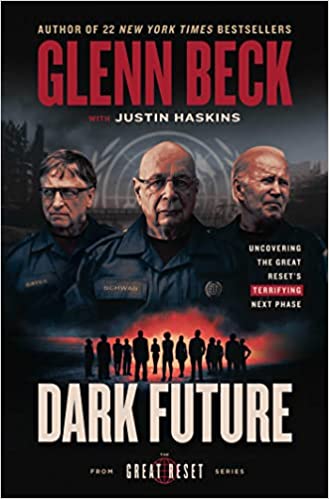 AUTHOR OF 22 NEW YORK TIMES BESTSELLERS
GLENN BECK
WITH JUSTIN HASKINS
GATES
SCHWAB
UNCOVERING
THE GREAT
RESET'S
TERRIFYING
NEXT PHASE
DARK FUTURE
FROM
THE
GREAT RESET
SERIES